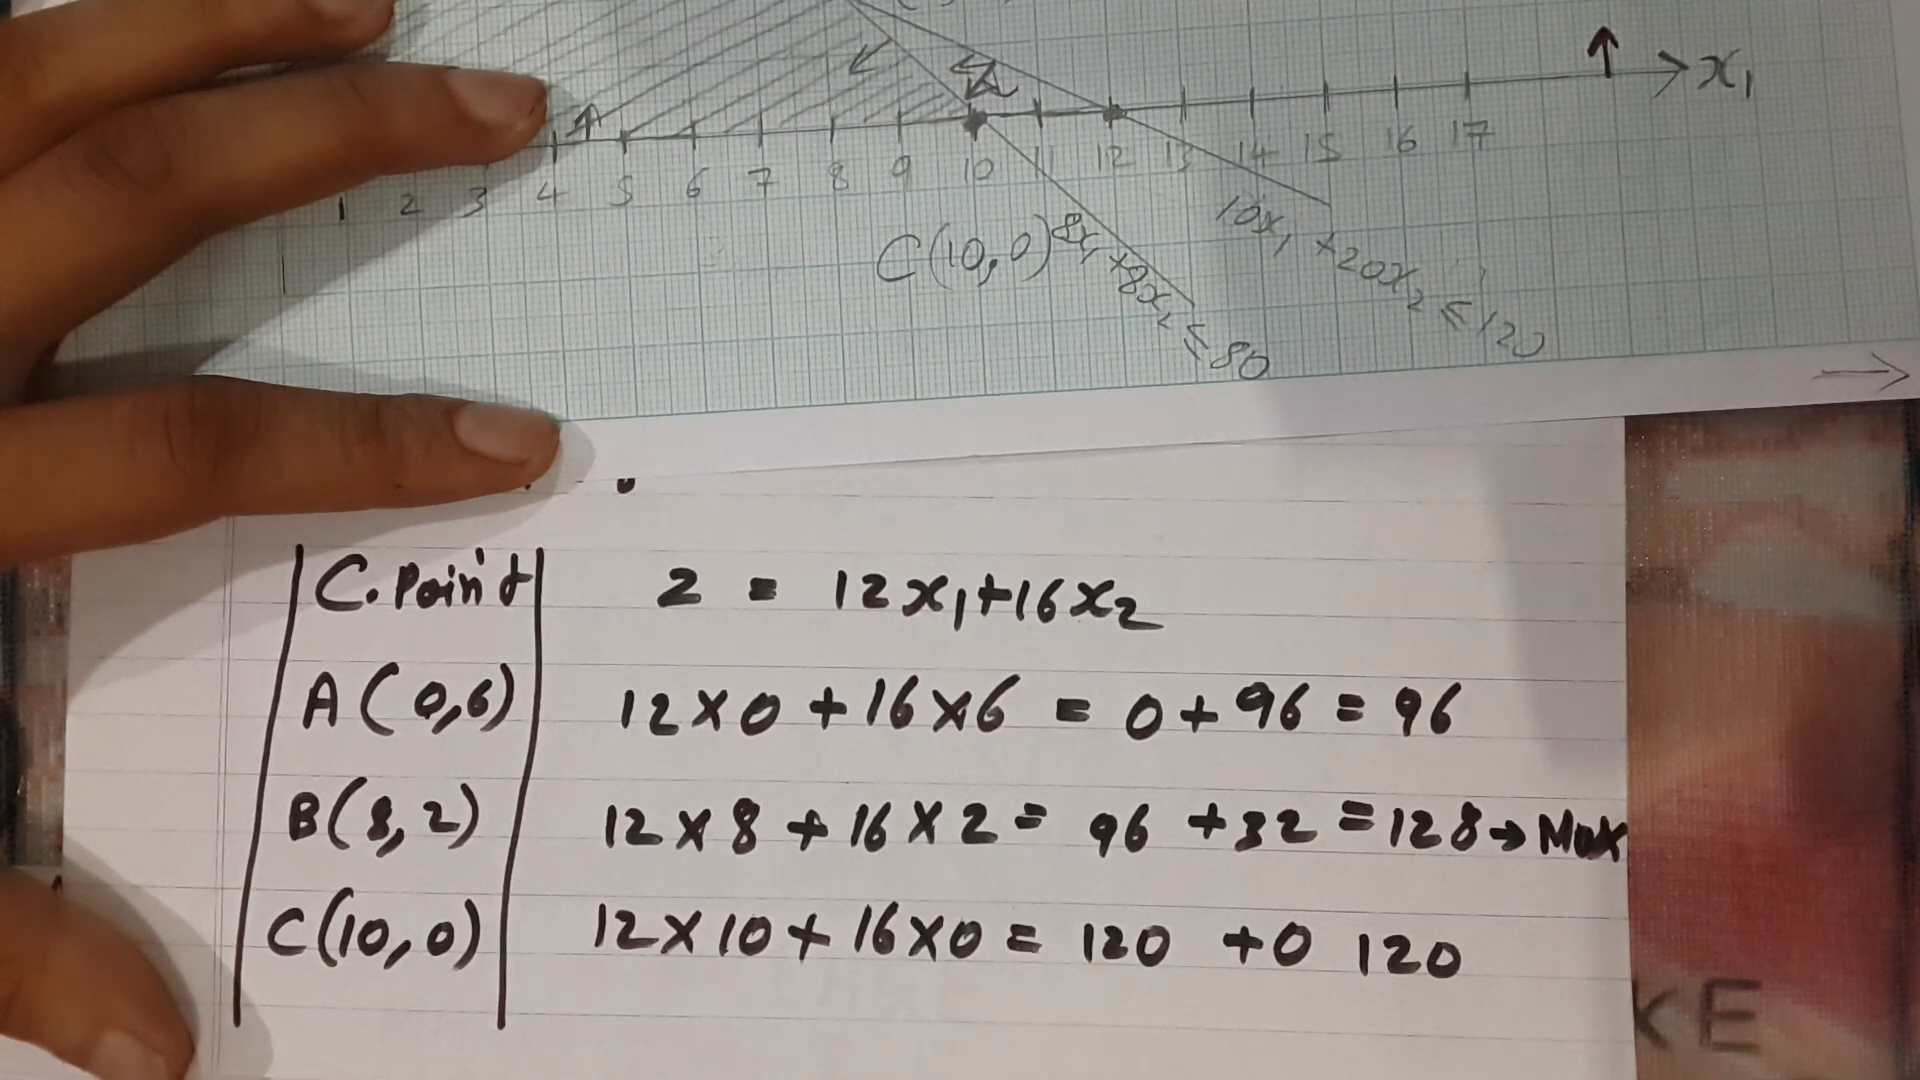 x₁
1 2 3 4 5 6 7 8 9 10 11 12 13 14 15 16 17
C(10,0)
8x₁+8x₂≤80
10x₁+20x₂≤120
C.Point Z = 12x₁+16x₂
A(0,6) 12×0+16×6 = 0+96=96
B(8,2) 12×8+16×2= 96+32=128→Max
C(10,0) 12×10+16×0= 120 +0 120
KE